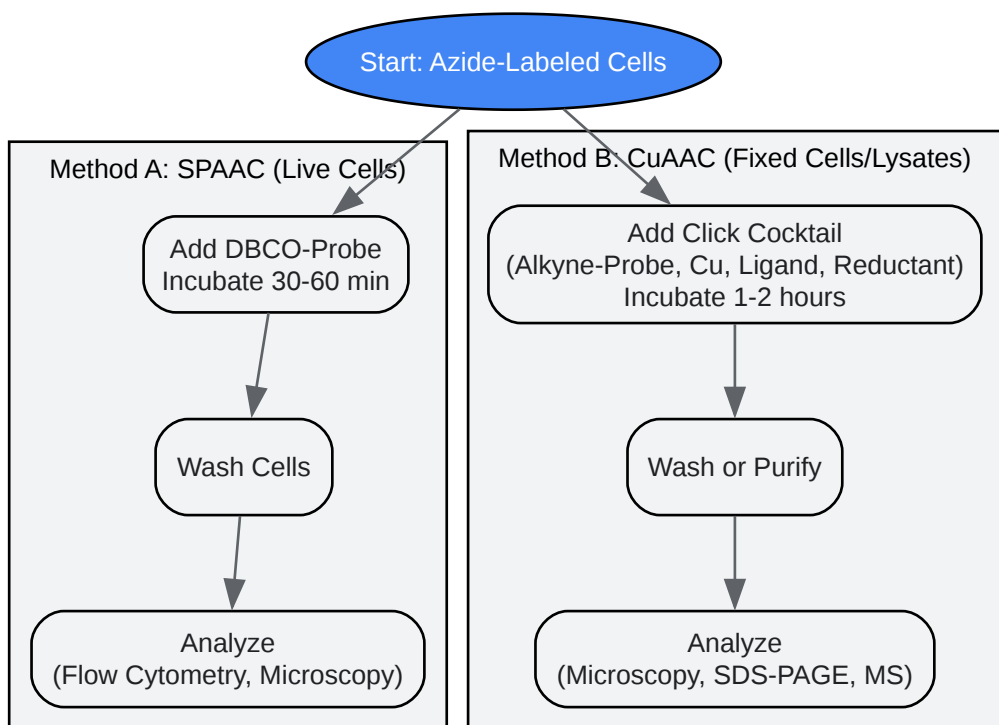 Start: Azide-Labeled Cells
Method A: SPAAC (Live Cells)
Add DBCO-Probe
Incubate 30-60 min
Wash Cells
Analyze
(Flow Cytometry, Microscopy)
Method B: CuAAC (Fixed Cells/Lysates)
Add Click Cocktail
(Alkyne-Probe, Cu, Ligand, Reductant)
Incubate 1-2 hours
Wash or Purify
Analyze
(Microscopy, SDS-PAGE, MS)